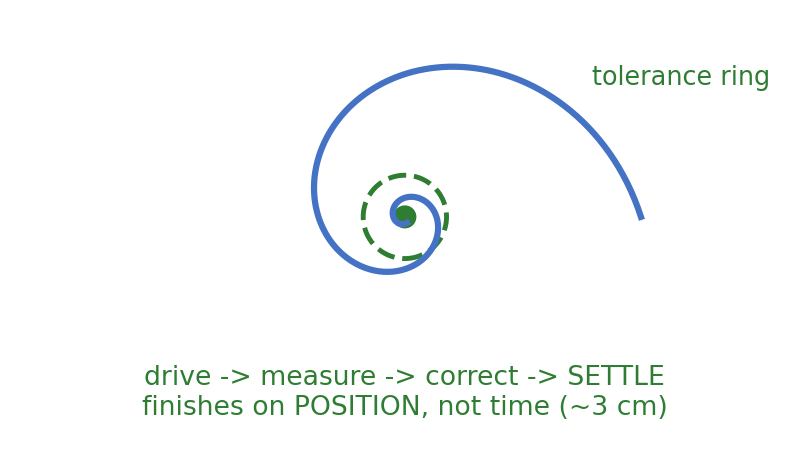 tolerance ring
drive -> measure -> correct -> SETTLE
finishes on POSITION, not time (~3 cm)